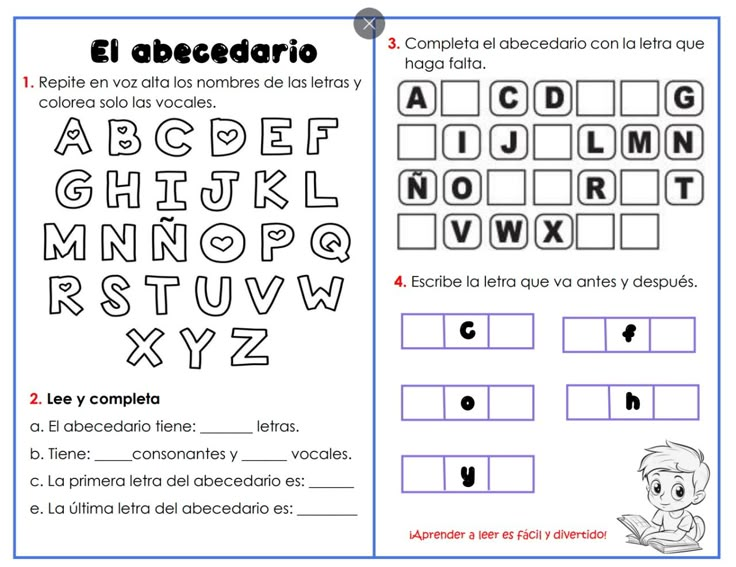 El abecedario
1. Repite en voz alta los nombres de las letras y
colorea solo las vocales.
A B C D E F
G H I J K L
M N Ñ O P Q
R S T U V W
X Y Z
2. Lee y completa
a. El abecedario tiene: _______ letras.
b. Tiene: _____consonantes y ______ vocales.
c. La primera letra del abecedario es: ______
e. La última letra del abecedario es: ________
3. Completa el abecedario con la letra que
haga falta.
A C D G
I J L M N
Ñ O R T
V W X
4. Escribe la letra que va antes y después.
C f
o h
y
¡Aprender a leer es fácil y divertido!